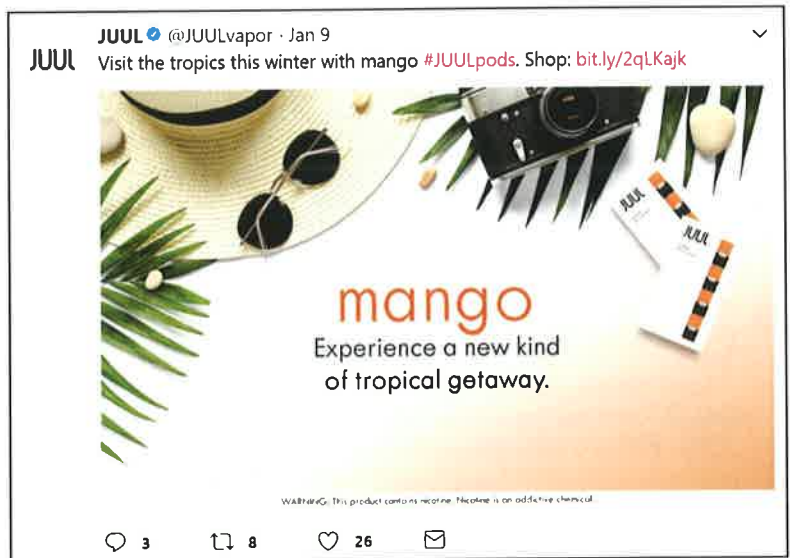 JUUL @JUULvapor · Jan 9
JUUL
Visit the tropics this winter with mango #JUULpods. Shop: bit.ly/2qLKajk
JUUL
JUUL
mango
Experience a new kind
of tropical getaway.
WARNING: This product contains nicotine. Nicotine is an addictive chemical.
3 8 26